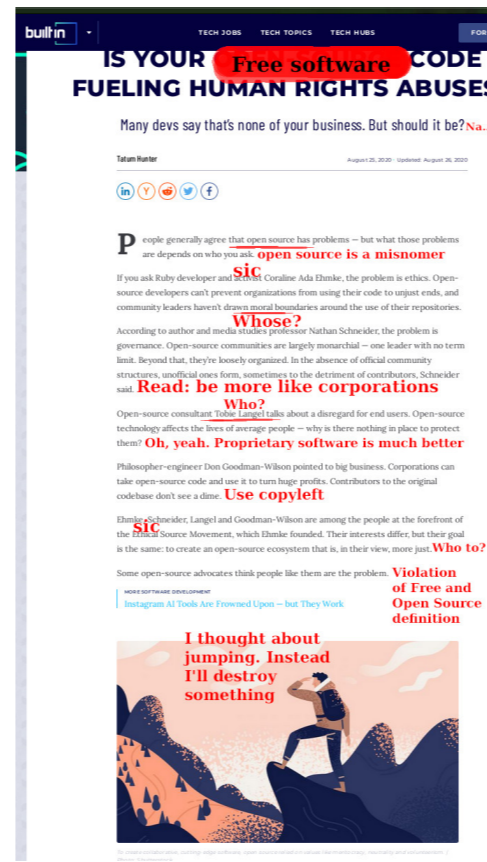 built in
TECH JOBS TECH TOPICS TECH HUBS FOR
IS YOUR Free software CODE
FUELING HUMAN RIGHTS ABUSES
Many devs say that's none of your business. But should it be? Na..
Tatum Hunter August 25, 2020 - Updated: August 26, 2020
People generally agree that open source has problems — but what those problems
are depends on who you ask. open source is a misnomer
sic
If you ask Ruby developer and activist Coraline Ada Ehmke, the problem is ethics. Open-
source developers can't prevent organizations from using their code to unjust ends, and
community leaders haven't drawn moral boundaries around the use of their repositories.
Whose?
According to author and media studies professor Nathan Schneider, the problem is
governance. Open-source communities are largely monarchial — one leader with no term
limit. Beyond that, they're loosely organized. In the absence of official community
structures, unofficial ones form, sometimes to the detriment of contributors, Schneider
said. Read: be more like corporations
Who?
Open-source consultant Tobie Langel talks about a disregard for end users. Open-source
technology affects the lives of average people — why is there nothing in place to protect
them? Oh, yeah. Proprietary software is much better
Philosopher-engineer Don Goodman-Wilson pointed to big business. Corporations can
take open-source code and use it to turn huge profits. Contributors to the original
codebase don't see a dime. Use copyleft
Ehmke, Schneider, Langel and Goodman-Wilson are among the people at the forefront of
sic
the Ethical Source Movement, which Ehmke founded. Their interests differ, but their goal
is the same: to create an open-source ecosystem that is, in their view, more just. Who to?
Some open-source advocates think people like them are the problem. Violation
of Free and
Open Source
definition
MORE SOFTWARE DEVELOPMENT
Instagram AI Tools Are Frowned Upon — but They Work
I thought about
jumping. Instead
I'll destroy
something